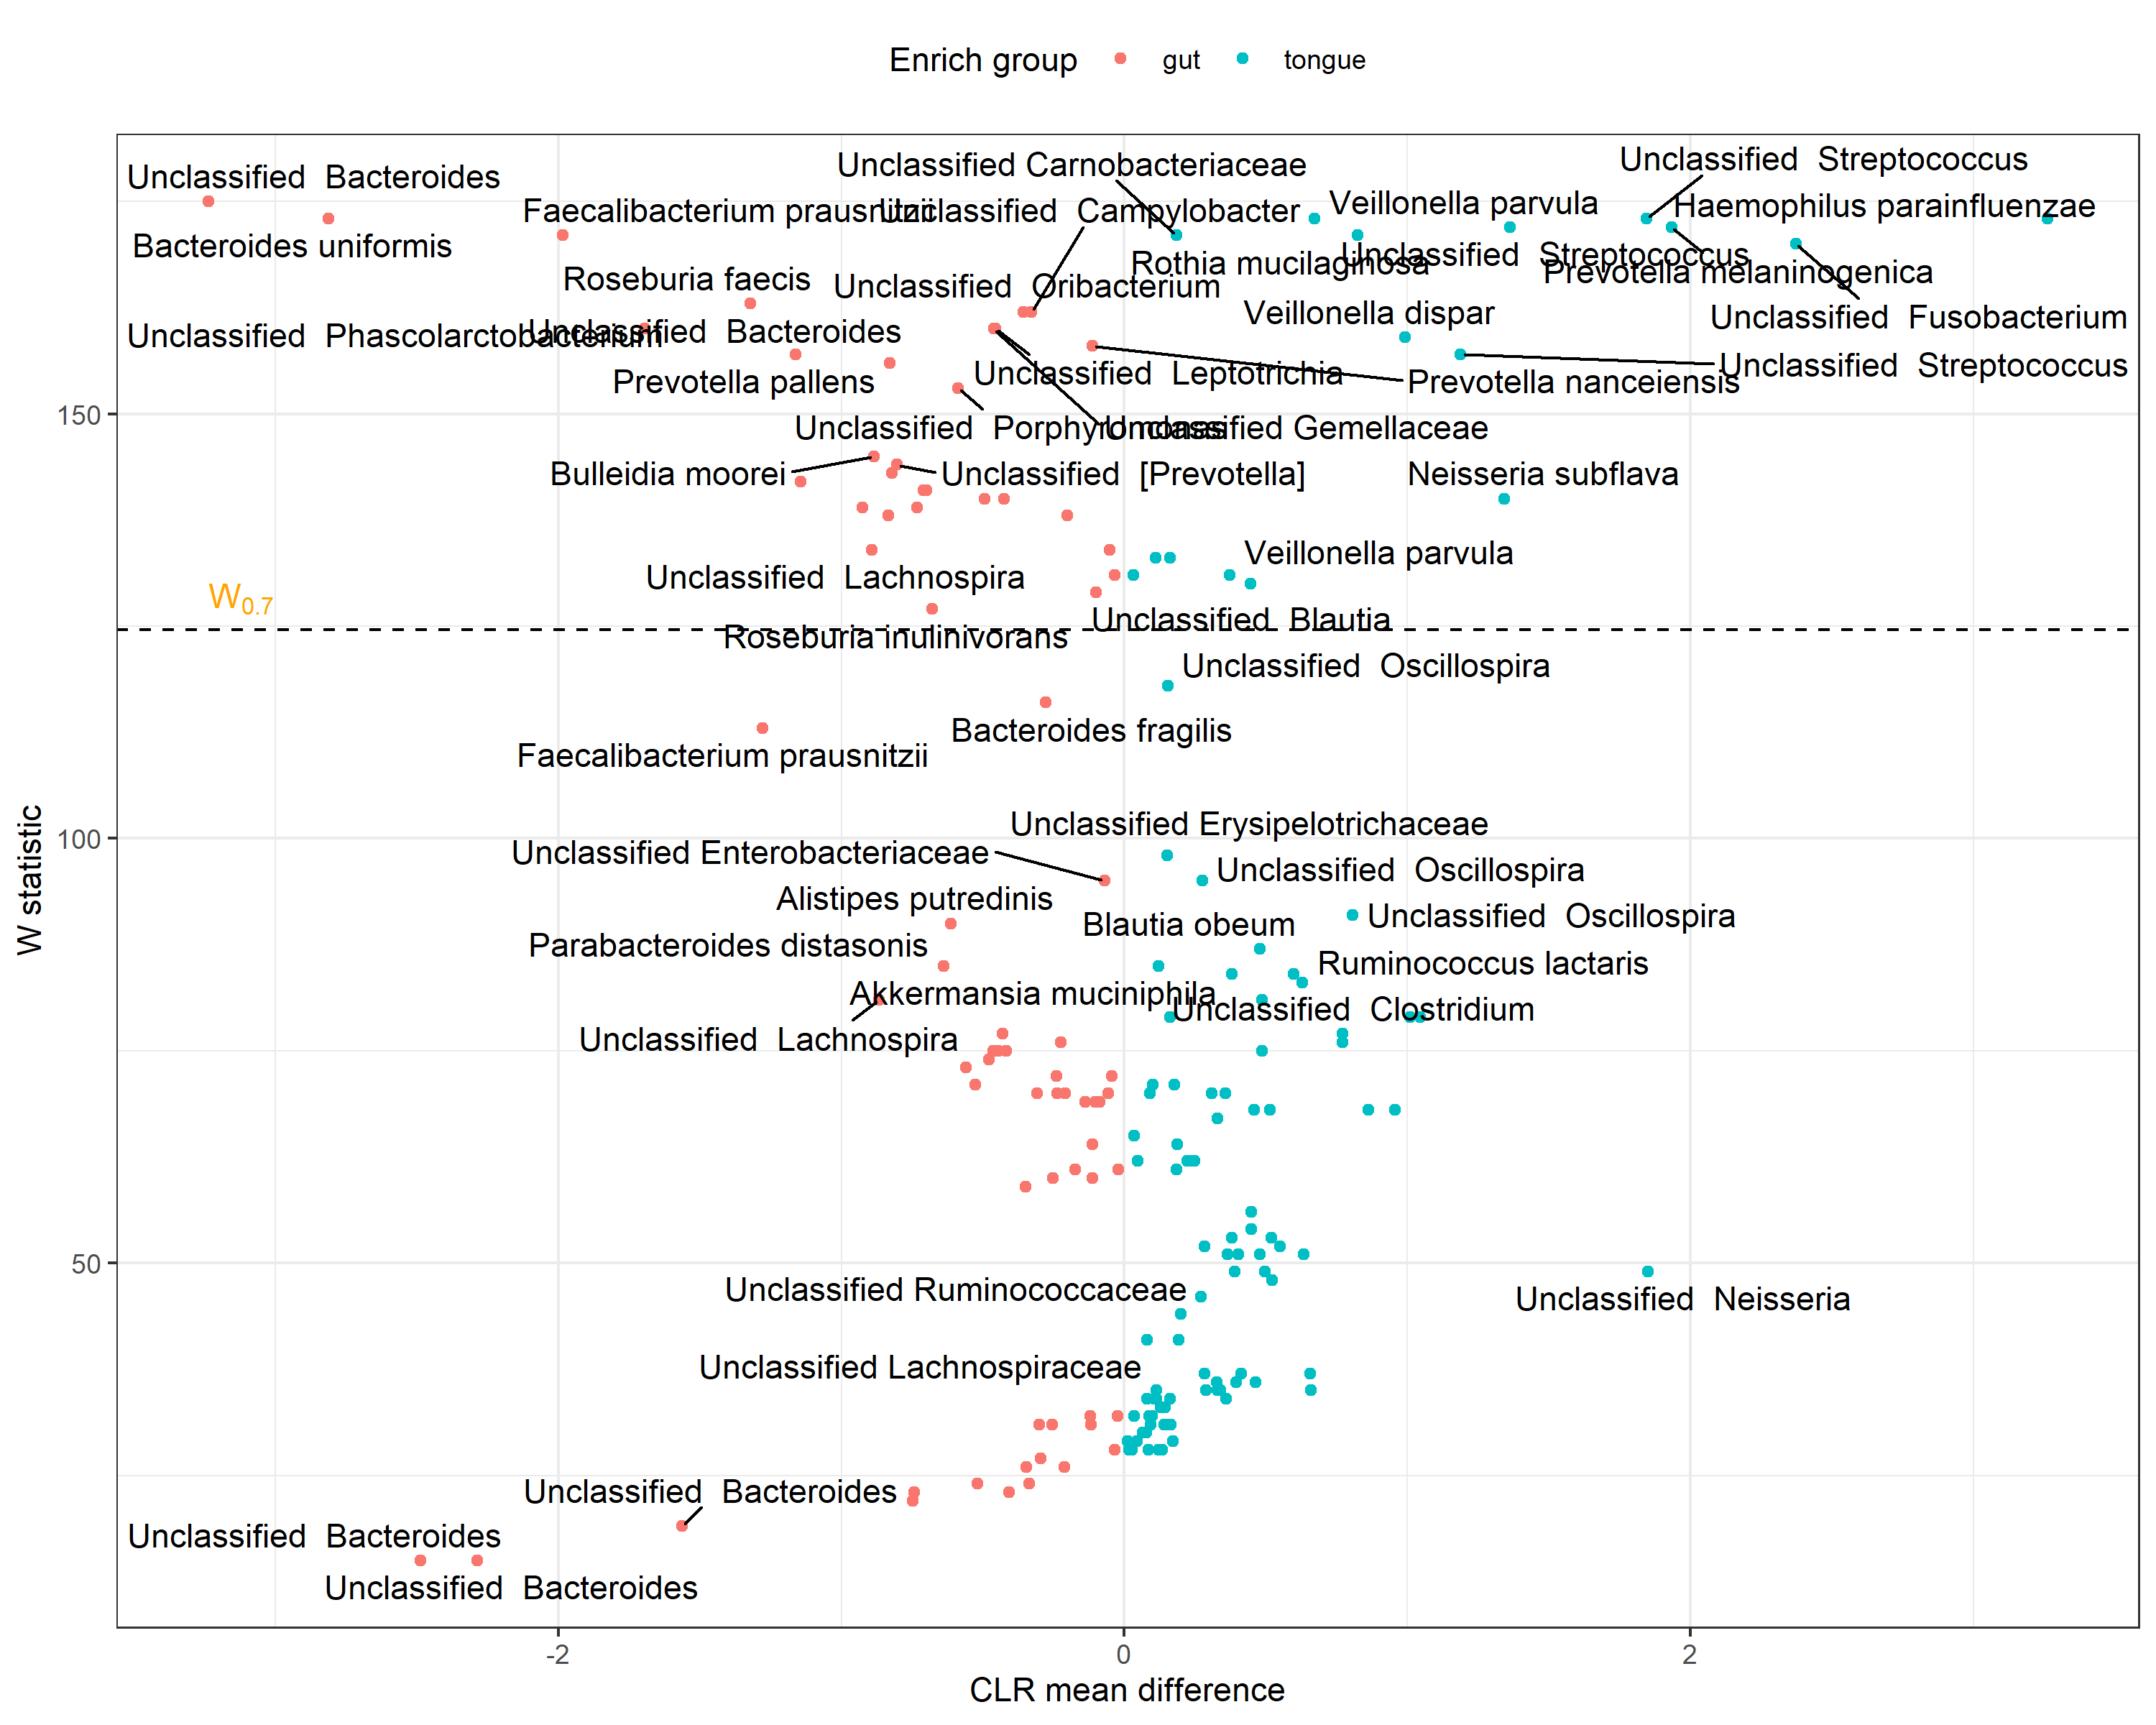 Enrich group gut tongue
Unclassified Streptococcus
Unclassified Carnobacteriaceae
Unclassified Bacteroides
Veillonella parvula
Haemophilus parainfluenzae
Faecalibacterium prausnitzii
Unclassified Campylobacter
Bacteroides uniformis
Unclassified Streptococcus
Rothia mucilaginosa
Prevotella melaninogenica
Roseburia faecis
Unclassified Oribacterium
Veillonella dispar
Unclassified Fusobacterium
Unclassified Phascolarctobacterium
Unclassified Bacteroides
Unclassified Streptococcus
Unclassified Leptotrichia
Prevotella pallens
Prevotella nanceiensis
150
Unclassified Porphyromonas
Unclassified Gemellaceae
Bulleidia moorei
Unclassified [Prevotella]
Neisseria subflava
Veillonella parvula
Unclassified Lachnospira
W0.7
Unclassified Blautia
Roseburia inulinivorans
Unclassified Oscillospira
Bacteroides fragilis
Faecalibacterium prausnitzii
Unclassified Erysipelotrichaceae
100
Unclassified Enterobacteriaceae
Unclassified Oscillospira
Alistipes putredinis
Unclassified Oscillospira
Blautia obeum
Parabacteroides distasonis
Ruminococcus lactaris
Akkermansia muciniphila
Unclassified Clostridium
Unclassified Lachnospira
W statistic
50
Unclassified Ruminococcaceae
Unclassified Neisseria
Unclassified Lachnospiraceae
Unclassified Bacteroides
Unclassified Bacteroides
Unclassified Bacteroides
-2 0 2
CLR mean difference